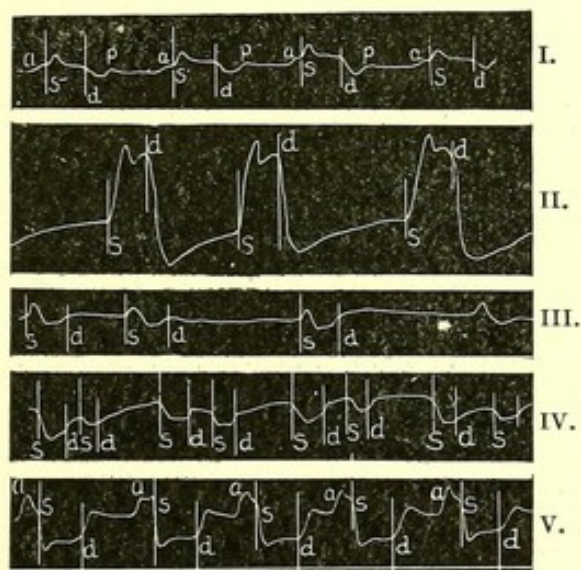 a S d p a S d p a S d p a S d I.
S d S d S d II.
S d S d S d III.
S d S d S d S d S d S d S d S IV.
a S d a S d a S d a S d a S d V.